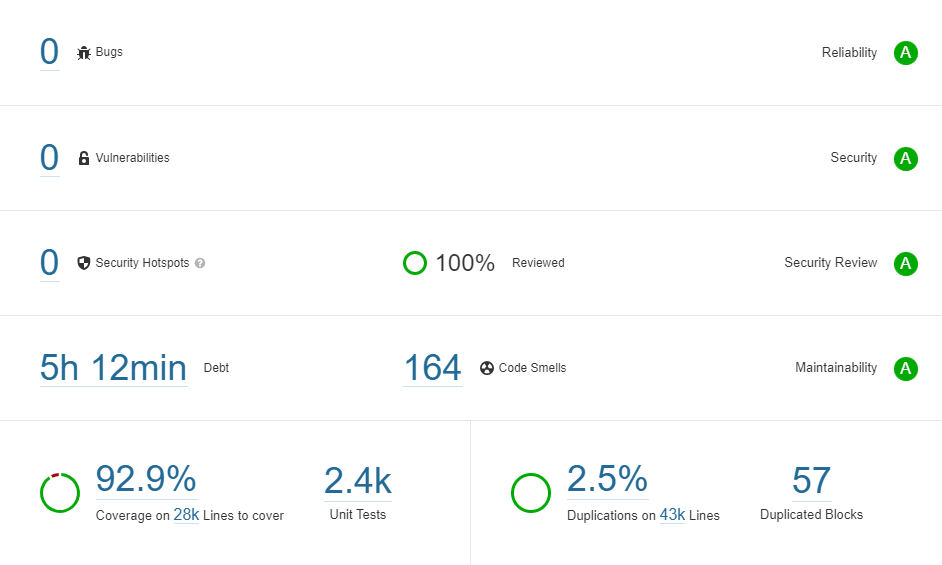 0 Bugs Reliability A
0 Vulnerabilities Security A
0 Security Hotspots ? 100% Reviewed Security Review A
5h 12min Debt 164 Code Smells Maintainability A
92.9% 2.4k 2.5% 57
Coverage on 28k Lines to cover Unit Tests Duplications on 43k Lines Duplicated Blocks